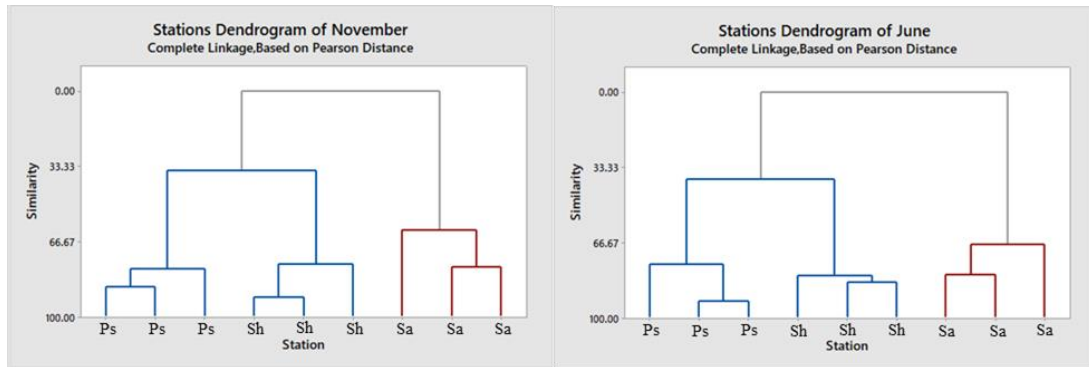 Stations Dendrogram of November
Complete Linkage,Based on Pearson Distance
0.00
33.33
66.67
100.00
Similarity
Ps Ps Ps Sh Sh Sh Sa Sa Sa
Station
Stations Dendrogram of June
Complete Linkage,Based on Pearson Distance
0.00
33.33
66.67
100.00
Similarity
Ps Ps Ps Sh Sh Sh Sa Sa Sa
Station